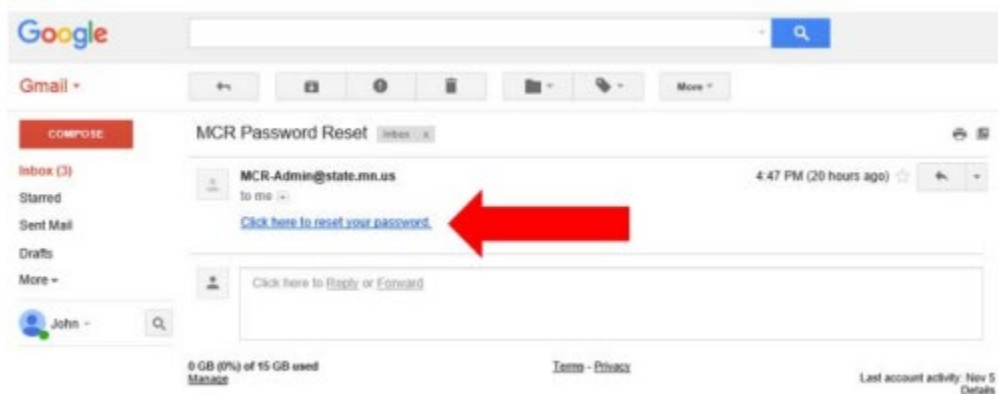 Google
Gmail
More
COMPOSE
MCR Password Reset Inbox x
Inbox (3)
MCR-Admin@state.mn.us 4:47 PM (20 hours ago)
Starred
to me
Sent Mail
Click here to reset your password.
Drafts
More
Click here to Reply or Forward
John
0 GB (0%) of 15 GB used
Manage
Terms - Privacy
Last account activity: Nov 5
Details